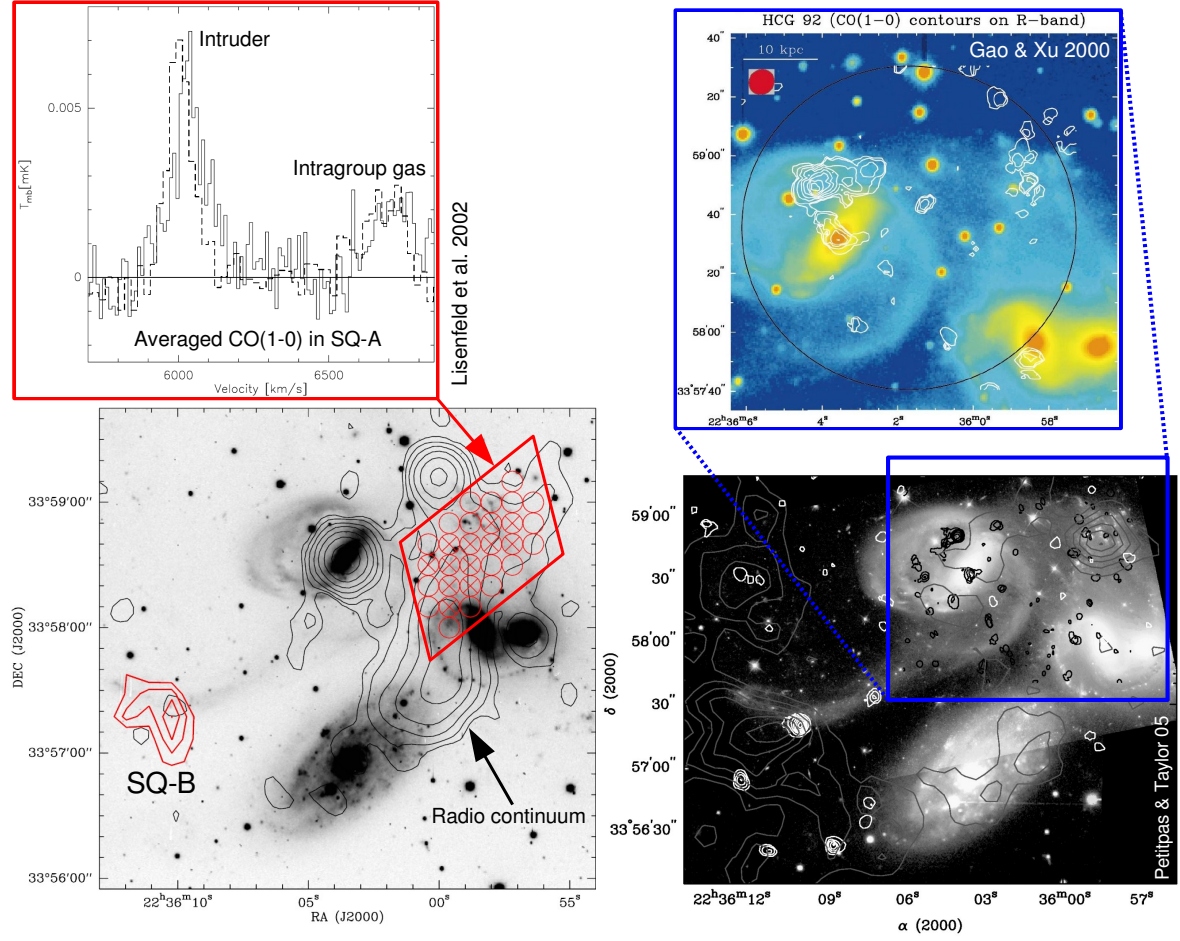 Intruder
Intragroup gas
0.005
0
T_mb[mK]
Averaged CO(1-0) in SQ-A
6000
6500
Velocity [km/s]
Lisenfeld et al. 2002
HCG 92 (CO(1-0) contours on R-band)
Gao & Xu 2000
10 kpc
40″
20″
59′00″
40″
20″
58′00″
33°57′40″
22ʰ36ᵐ6ˢ
4ˢ
2ˢ
36ᵐ0ˢ
58ˢ
33°59′00″
33°58′00″
33°57′00″
33°56′00″
DEC (J2000)
SQ-B
Radio continuum
22ʰ36ᵐ10ˢ
05ˢ
00ˢ
55ˢ
RA (J2000)
59′00″
30″
58′00″
30″
57′00″
33°56′30″
δ (2000)
Petitpas & Taylor 05
22ʰ36ᵐ12ˢ
09ˢ
06ˢ
03ˢ
36ᵐ00ˢ
57ˢ
α (2000)